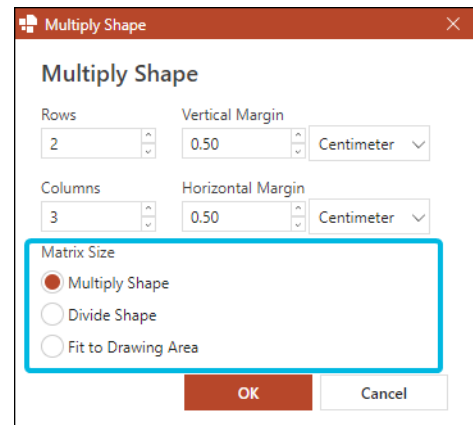 Multiply Shape
Multiply Shape
Rows Vertical Margin
2 0.50 Centimeter
Columns Horizontal Margin
3 0.50 Centimeter
Matrix Size
Multiply Shape
Divide Shape
Fit to Drawing Area
OK Cancel